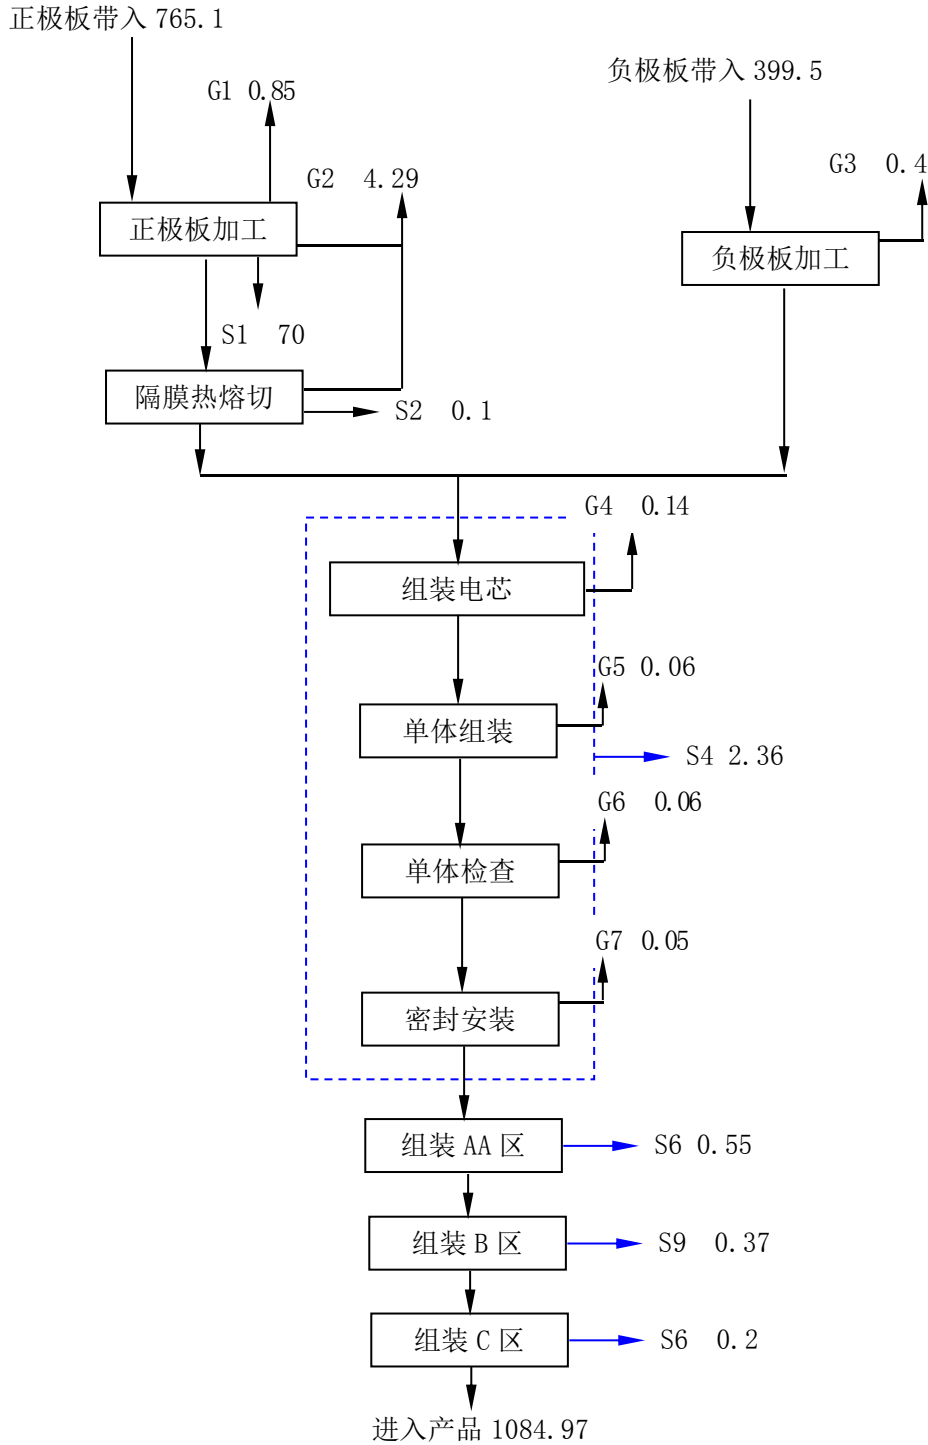 正极板带入 765.1
负极板带入 399.5
G1 0.85
G2 4.29
G3 0.4
正极板加工
负极板加工
S1 70
隔膜热熔切
S2 0.1
G4 0.14
组装电芯
G5 0.06
单体组装
S4 2.36
G6 0.06
单体检查
G7 0.05
密封安装
组装 AA 区
S6 0.55
组装 B 区
S9 0.37
组装 C 区
S6 0.2
进入产品 1084.97